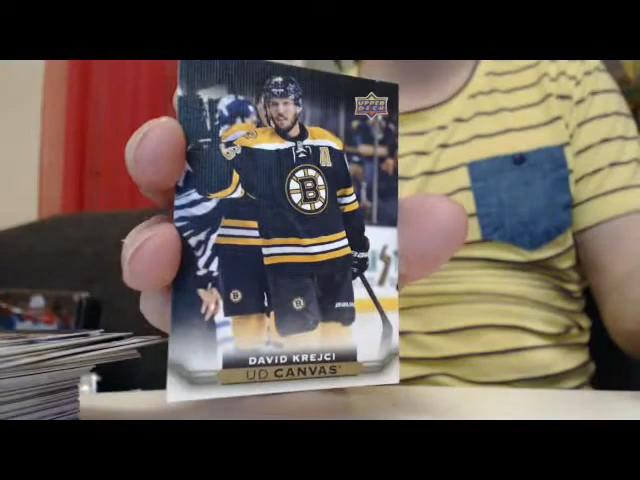 UPPER
DECK
A
B
DAVID KREJCI
UD CANVAS